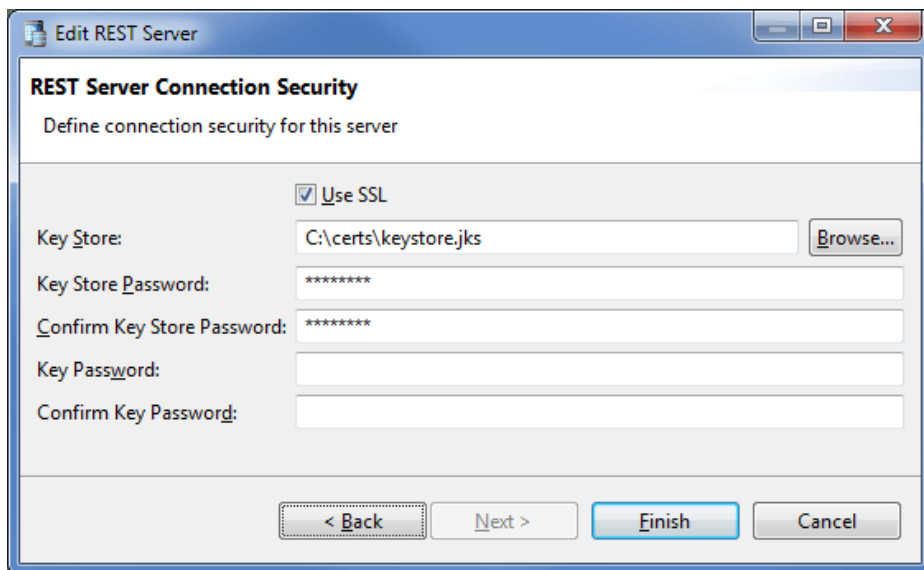 Edit REST Server
REST Server Connection Security
Define connection security for this server
Use SSL
Key Store: C:\certs\keystore.jks Browse...
Key Store Password: ********
Confirm Key Store Password: ********
Key Password:
Confirm Key Password:
< Back Next > Finish Cancel